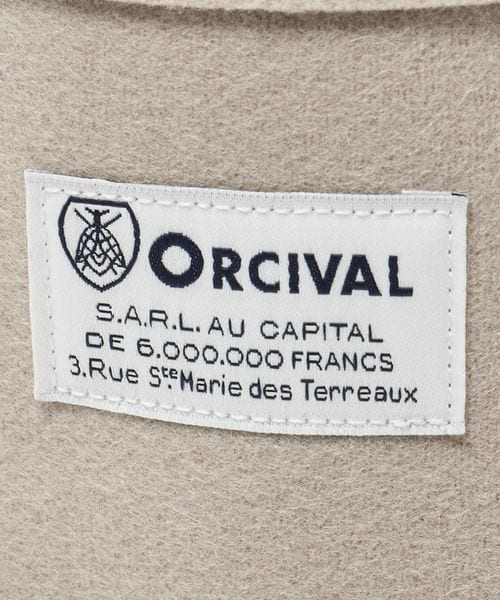 ORCIVAL
S.A.R.L. AU CAPITAL
DE 6.000.000 FRANCS
3.Rue Ste.Marie des Terreaux